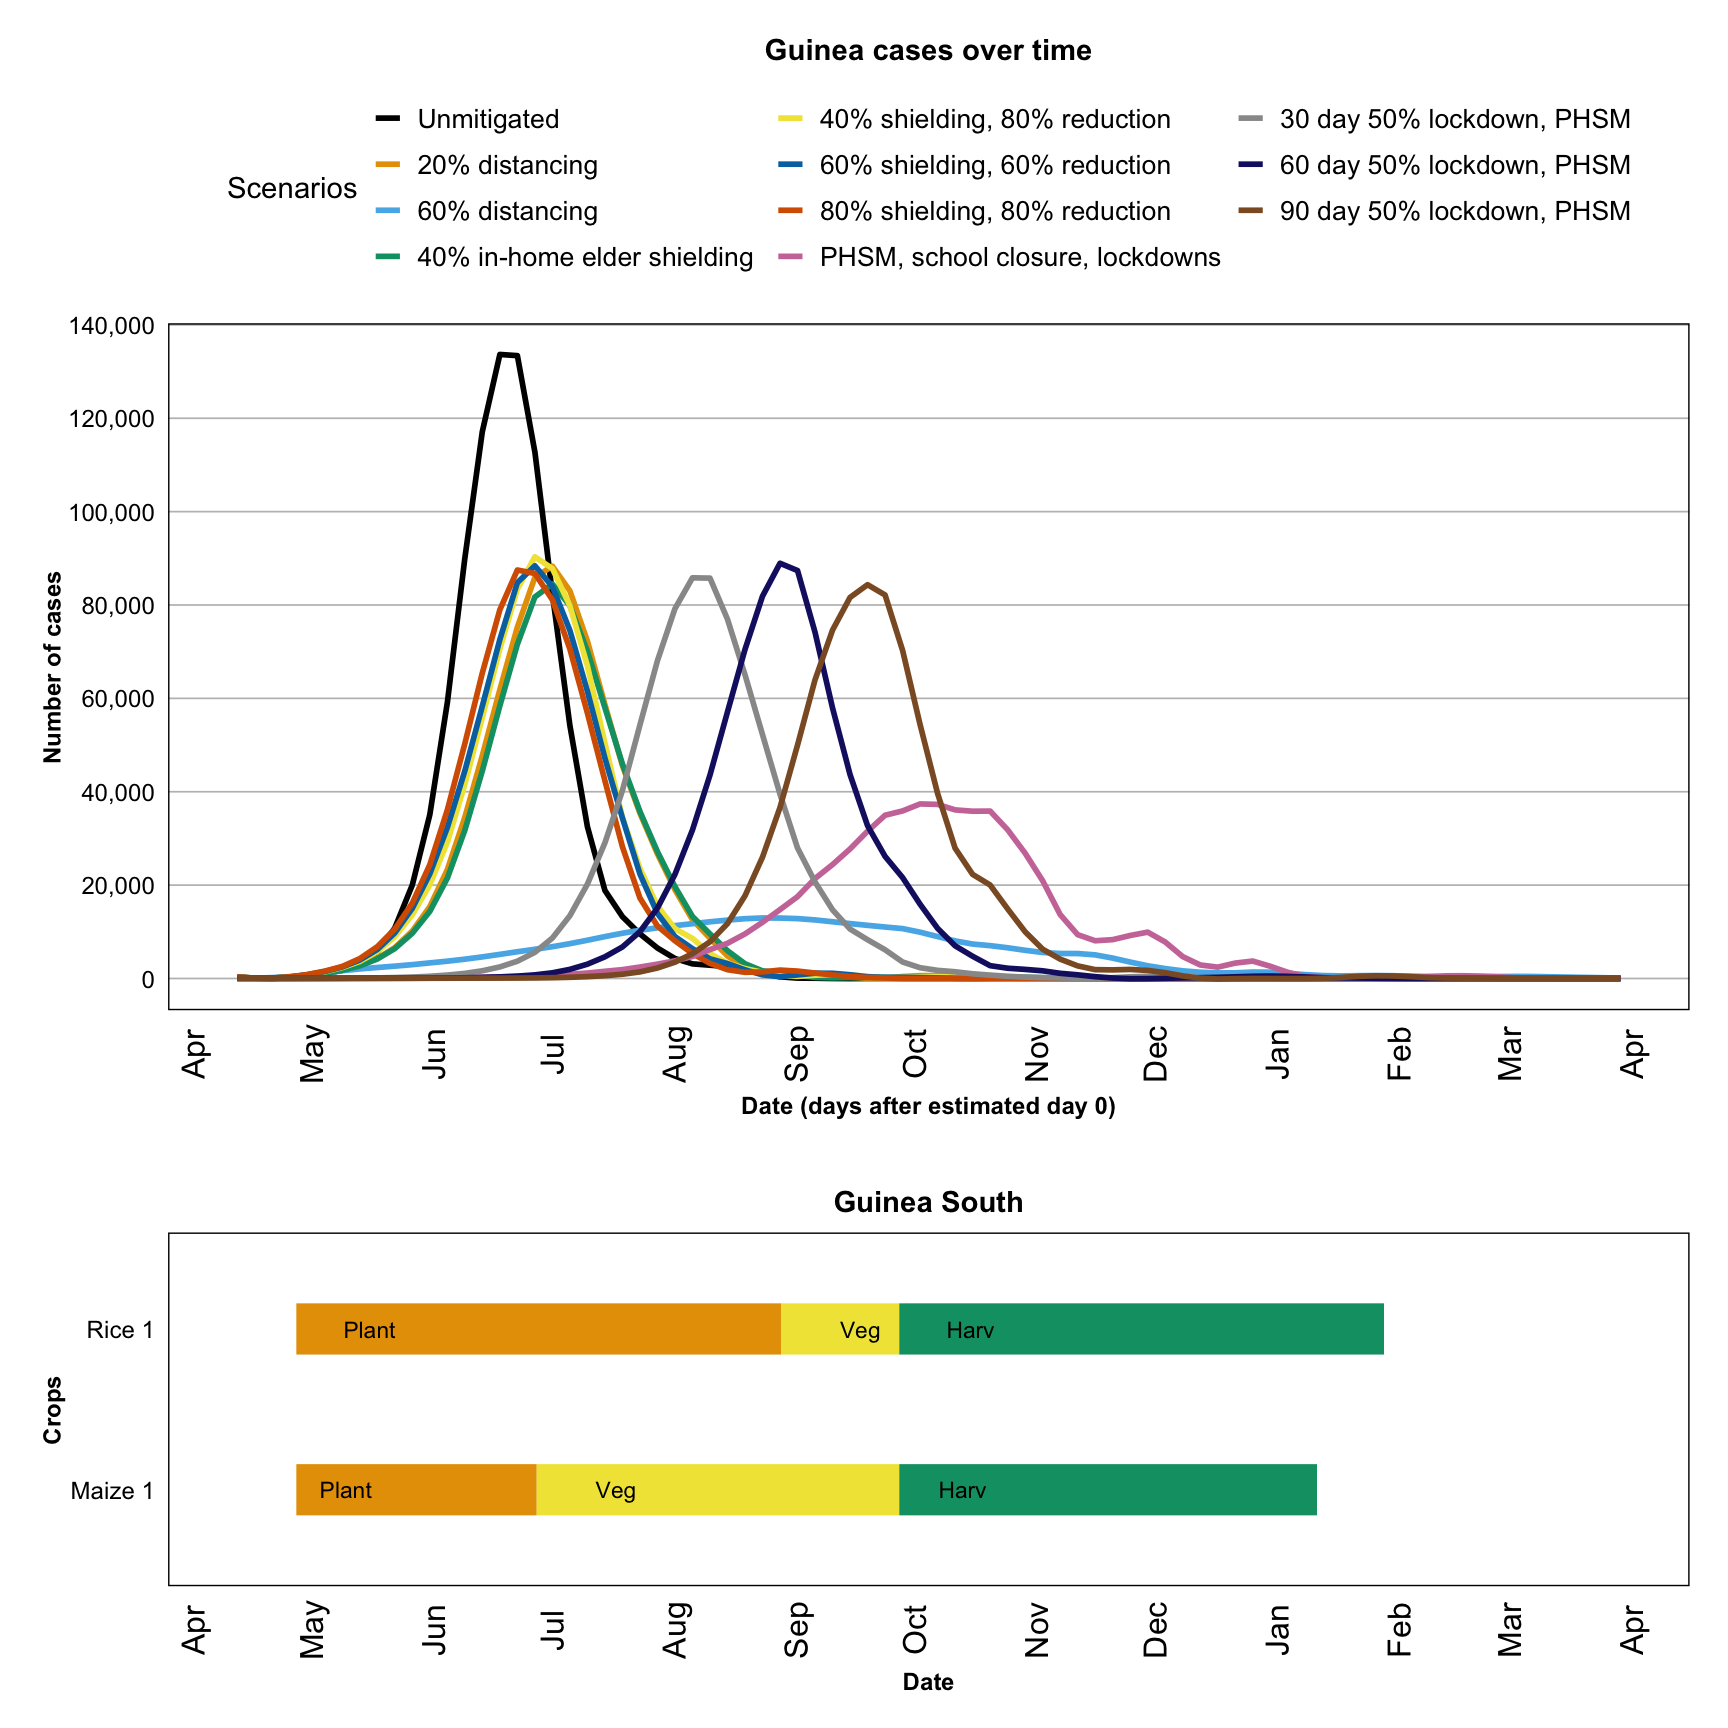 Guinea cases over time
Scenarios
Unmitigated
20% distancing
60% distancing
40% in-home elder shielding
40% shielding, 80% reduction
60% shielding, 60% reduction
80% shielding, 80% reduction
PHSM, school closure, lockdowns
30 day 50% lockdown, PHSM
60 day 50% lockdown, PHSM
90 day 50% lockdown, PHSM
Number of cases
140,000
120,000
100,000
80,000
60,000
40,000
20,000
0
Apr May Jun Jul Aug Sep Oct Nov Dec Jan Feb Mar Apr
Date (days after estimated day 0)
Guinea South
Crops
Rice 1 Plant Veg Harv
Maize 1 Plant Veg Harv
Apr May Jun Jul Aug Sep Oct Nov Dec Jan Feb Mar Apr
Date